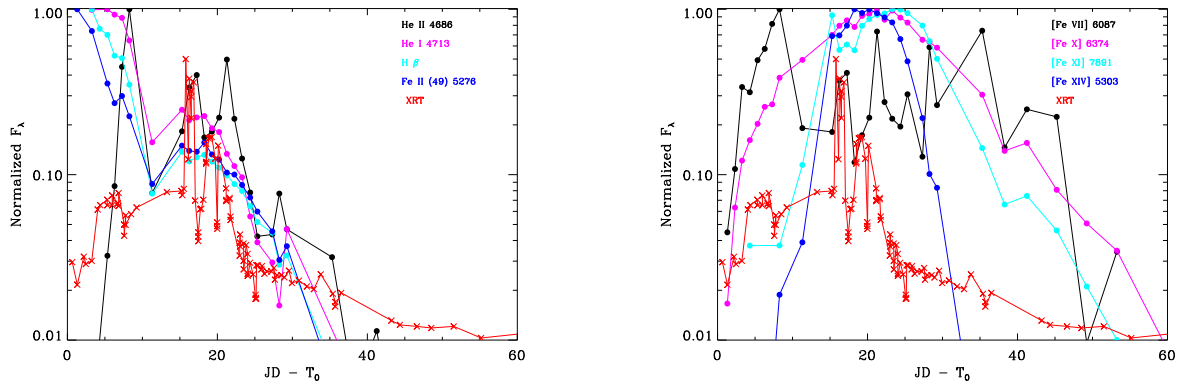 1.00
0.10
0.01
Normalized F_λ
He II 4686
He I 4713
H β
Fe II (49) 5276
XRT
0 20 40 60
JD − T_0
1.00
0.10
0.01
Normalized F_λ
[Fe VII] 6087
[Fe X] 6374
[Fe XI] 7891
[Fe XIV] 5303
XRT
0 20 40 60
JD − T_0